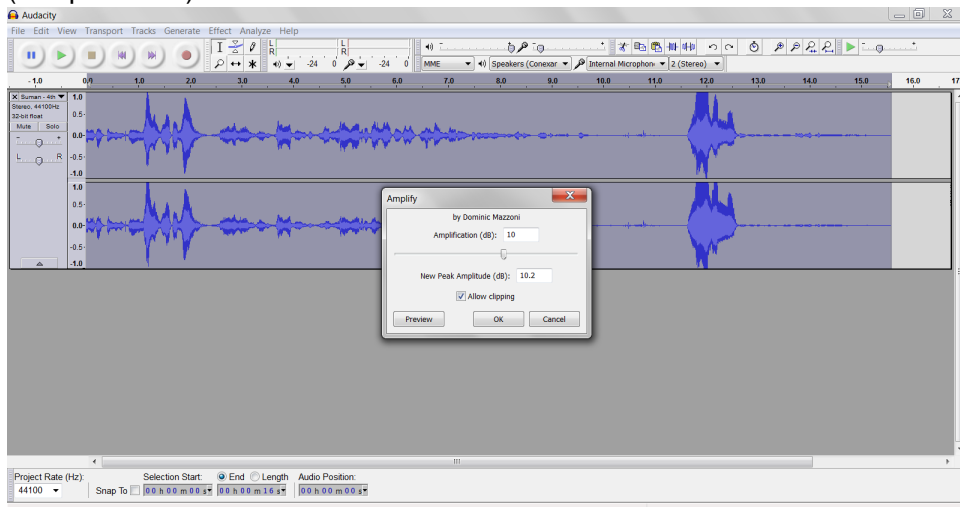 Audacity
File Edit View Transport Tracks Generate Effect Analyze Help
L R -24 0 L R -24 0
MME Speakers (Conexar Internal Microphone 2 (Stereo)
- 1.0 0.0 1.0 2.0 3.0 4.0 5.0 6.0 7.0 8.0 9.0 10.0 11.0 12.0 13.0 14.0 15.0 16.0 17
X Suman - 4th
Stereo, 44100Hz
32-bit float
Mute Solo
- +
L R
1.0
0.5
0.0
-0.5
-1.0
1.0
0.5
0.0
-0.5
-1.0
Amplify
by Dominic Mazzoni
Amplification (dB): 10
New Peak Amplitude (dB): 10.2
Allow clipping
Preview OK Cancel
Project Rate (Hz): Selection Start: End Length Audio Position:
44100 Snap To 00 h 00 m 00 s 00 h 00 m 16 s 00 h 00 m 00 s